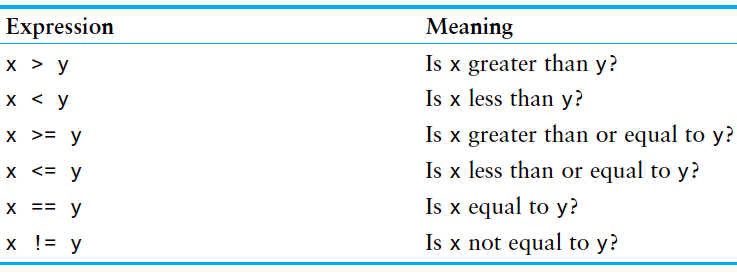 Expression Meaning
x > y Is x greater than y?
x < y Is x less than y?
x >= y Is x greater than or equal to y?
x <= y Is x less than or equal to y?
x == y Is x equal to y?
x != y Is x not equal to y?